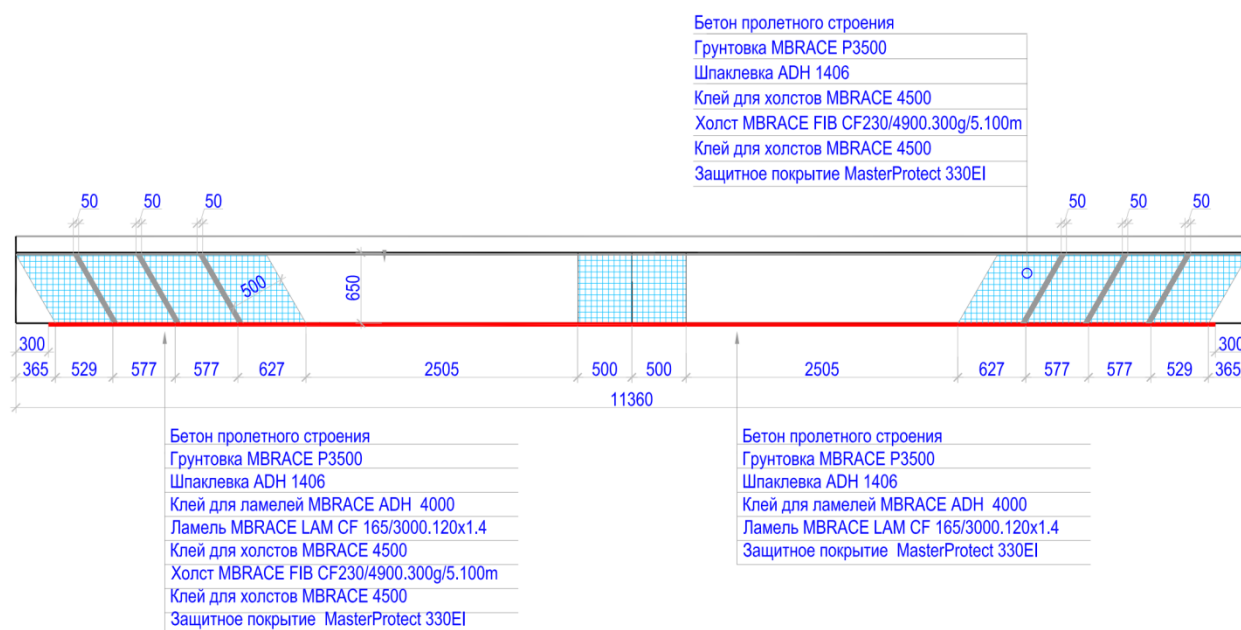 Бетон пролетного строения
Грунтовка MBRACE P3500
Шпаклевка ADH 1406
Клей для холстов MBRACE 4500
Холст MBRACE FIB CF230/4900.300g/5.100m
Клей для холстов MBRACE 4500
Защитное покрытие MasterProtect 330EI
50 50 50 50 50 50
500 650
300 300
365 529 577 577 627 2505 500 500 2505 627 577 577 529 365
11360
Бетон пролетного строения
Грунтовка MBRACE P3500
Шпаклевка ADH 1406
Клей для ламелей MBRACE ADH 4000
Ламель MBRACE LAM CF 165/3000.120x1.4
Клей для холстов MBRACE 4500
Холст MBRACE FIB CF230/4900.300g/5.100m
Клей для холстов MBRACE 4500
Защитное покрытие MasterProtect 330EI
Бетон пролетного строения
Грунтовка MBRACE P3500
Шпаклевка ADH 1406
Клей для ламелей MBRACE ADH 4000
Ламель MBRACE LAM CF 165/3000.120x1.4
Защитное покрытие MasterProtect 330EI